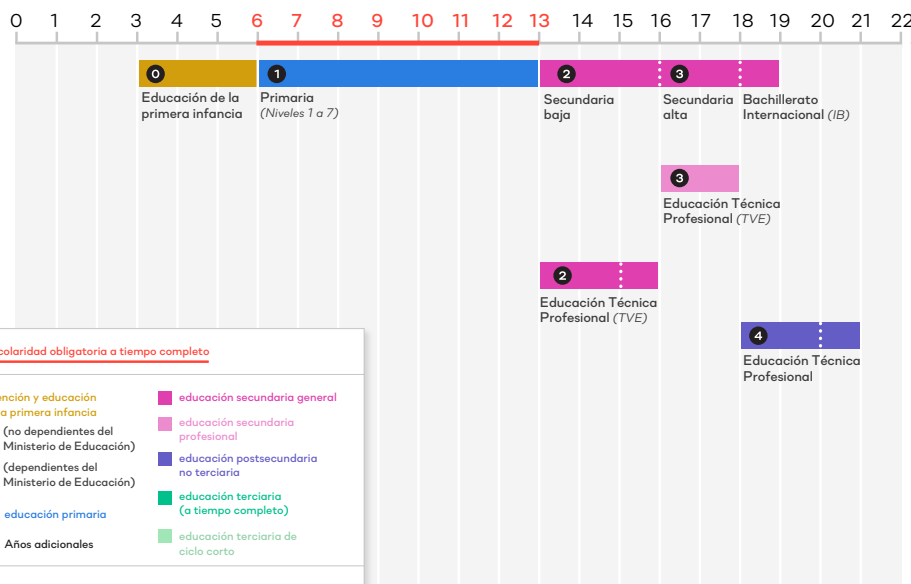 0 1 2 3 4 5 6 7 8 9 10 11 12 13 14 15 16 17 18 19 20 21 22
0
1
2
3
Educación de la
primera infancia
Primaria
(Niveles 1 a 7)
Secundaria
baja
Secundaria
alta
Bachillerato
Internacional (IB)
3
Educación Técnica
Profesional (TVE)
2
Educación Técnica
Profesional (TVE)
4
Educación Técnica
Profesional
colaridad obligatoria a tiempo completo
ención y educación
a primera infancia
(no dependientes del
Ministerio de Educación)
(dependientes del
Ministerio de Educación)
educación primaria
Años adicionales
educación secundaria general
educación secundaria
profesional
educación postsecundaria
no terciaria
educación terciaria
(a tiempo completo)
educación terciaria de
ciclo corto